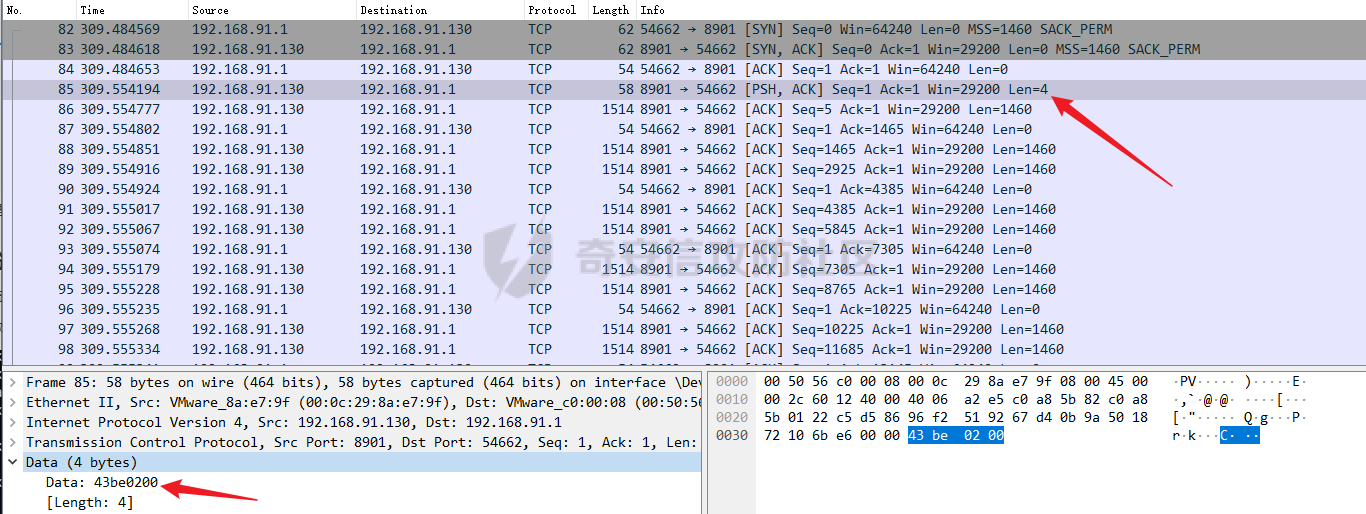 No. Time Source Destination Protocol Length Info
82 309.484569 192.168.91.1 192.168.91.130 TCP 62 54662 → 8901 [SYN] Seq=0 Win=64240 Len=0 MSS=1460 SACK_PERM
83 309.484618 192.168.91.130 192.168.91.1 TCP 62 8901 → 54662 [SYN, ACK] Seq=0 Ack=1 Win=29200 Len=0 MSS=1460 SACK_PERM
84 309.484653 192.168.91.1 192.168.91.130 TCP 54 54662 → 8901 [ACK] Seq=1 Ack=1 Win=64240 Len=0
85 309.554194 192.168.91.130 192.168.91.1 TCP 58 8901 → 54662 [PSH, ACK] Seq=1 Ack=1 Win=29200 Len=4
86 309.554777 192.168.91.130 192.168.91.1 TCP 1514 8901 → 54662 [ACK] Seq=5 Ack=1 Win=29200 Len=1460
87 309.554802 192.168.91.1 192.168.91.130 TCP 54 54662 → 8901 [ACK] Seq=1 Ack=1465 Win=64240 Len=0
88 309.554851 192.168.91.130 192.168.91.1 TCP 1514 8901 → 54662 [ACK] Seq=1465 Ack=1 Win=29200 Len=1460
89 309.554916 192.168.91.130 192.168.91.1 TCP 1514 8901 → 54662 [ACK] Seq=2925 Ack=1 Win=29200 Len=1460
90 309.554924 192.168.91.1 192.168.91.130 TCP 54 54662 → 8901 [ACK] Seq=1 Ack=4385 Win=64240 Len=0
91 309.555017 192.168.91.130 192.168.91.1 TCP 1514 8901 → 54662 [ACK] Seq=4385 Ack=1 Win=29200 Len=1460
92 309.555067 192.168.91.130 192.168.91.1 TCP 1514 8901 → 54662 [ACK] Seq=5845 Ack=1 Win=29200 Len=1460
93 309.555074 192.168.91.1 192.168.91.130 TCP 54 54662 → 8901 [ACK] Seq=1 Ack=7305 Win=64240 Len=0
94 309.555179 192.168.91.130 192.168.91.1 TCP 1514 8901 → 54662 [ACK] Seq=7305 Ack=1 Win=29200 Len=1460
95 309.555228 192.168.91.130 192.168.91.1 TCP 1514 8901 → 54662 [ACK] Seq=8765 Ack=1 Win=29200 Len=1460
96 309.555235 192.168.91.1 192.168.91.130 TCP 54 54662 → 8901 [ACK] Seq=1 Ack=10225 Win=64240 Len=0
97 309.555268 192.168.91.130 192.168.91.1 TCP 1514 8901 → 54662 [ACK] Seq=10225 Ack=1 Win=29200 Len=1460
98 309.555334 192.168.91.130 192.168.91.1 TCP 1514 8901 → 54662 [ACK] Seq=11685 Ack=1 Win=29200 Len=1460
奇安信攻防社区
Frame 85: 58 bytes on wire (464 bits), 58 bytes captured (464 bits) on interface \Dev
Ethernet II, Src: VMware_8a:e7:9f (00:0c:29:8a:e7:9f), Dst: VMware_c0:00:08 (00:50:56
Internet Protocol Version 4, Src: 192.168.91.130, Dst: 192.168.91.1
Transmission Control Protocol, Src Port: 8901, Dst Port: 54662, Seq: 1, Ack: 1, Len:
Data (4 bytes)
Data: 43be0200
[Length: 4]
0000 00 50 56 c0 00 08 00 0c 29 8a e7 9f 08 00 45 00 ·PV·····)·····E·
0010 00 2c 60 12 40 00 40 06 a2 e5 c0 a8 5b 82 c0 a8 ·,`·@·@·····[···
0020 5b 01 22 c5 d5 86 96 f2 51 92 67 d4 0b 9a 50 18 [·"·····Q·g···P·
0030 72 10 6b e6 00 00 43 be 02 00 r·k···C···